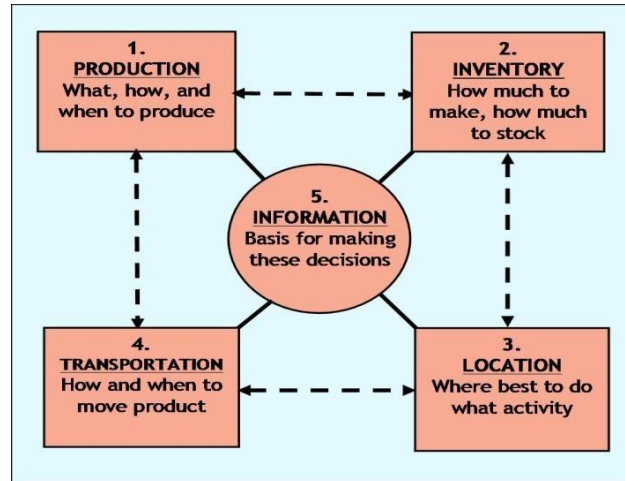 1.
PRODUCTION
What, how, and
when to produce
2.
INVENTORY
How much to
make, how much
to stock
5.
INFORMATION
Basis for making
these decisions
4.
TRANSPORTATION
How and when to
move product
3.
LOCATION
Where best to do
what activity